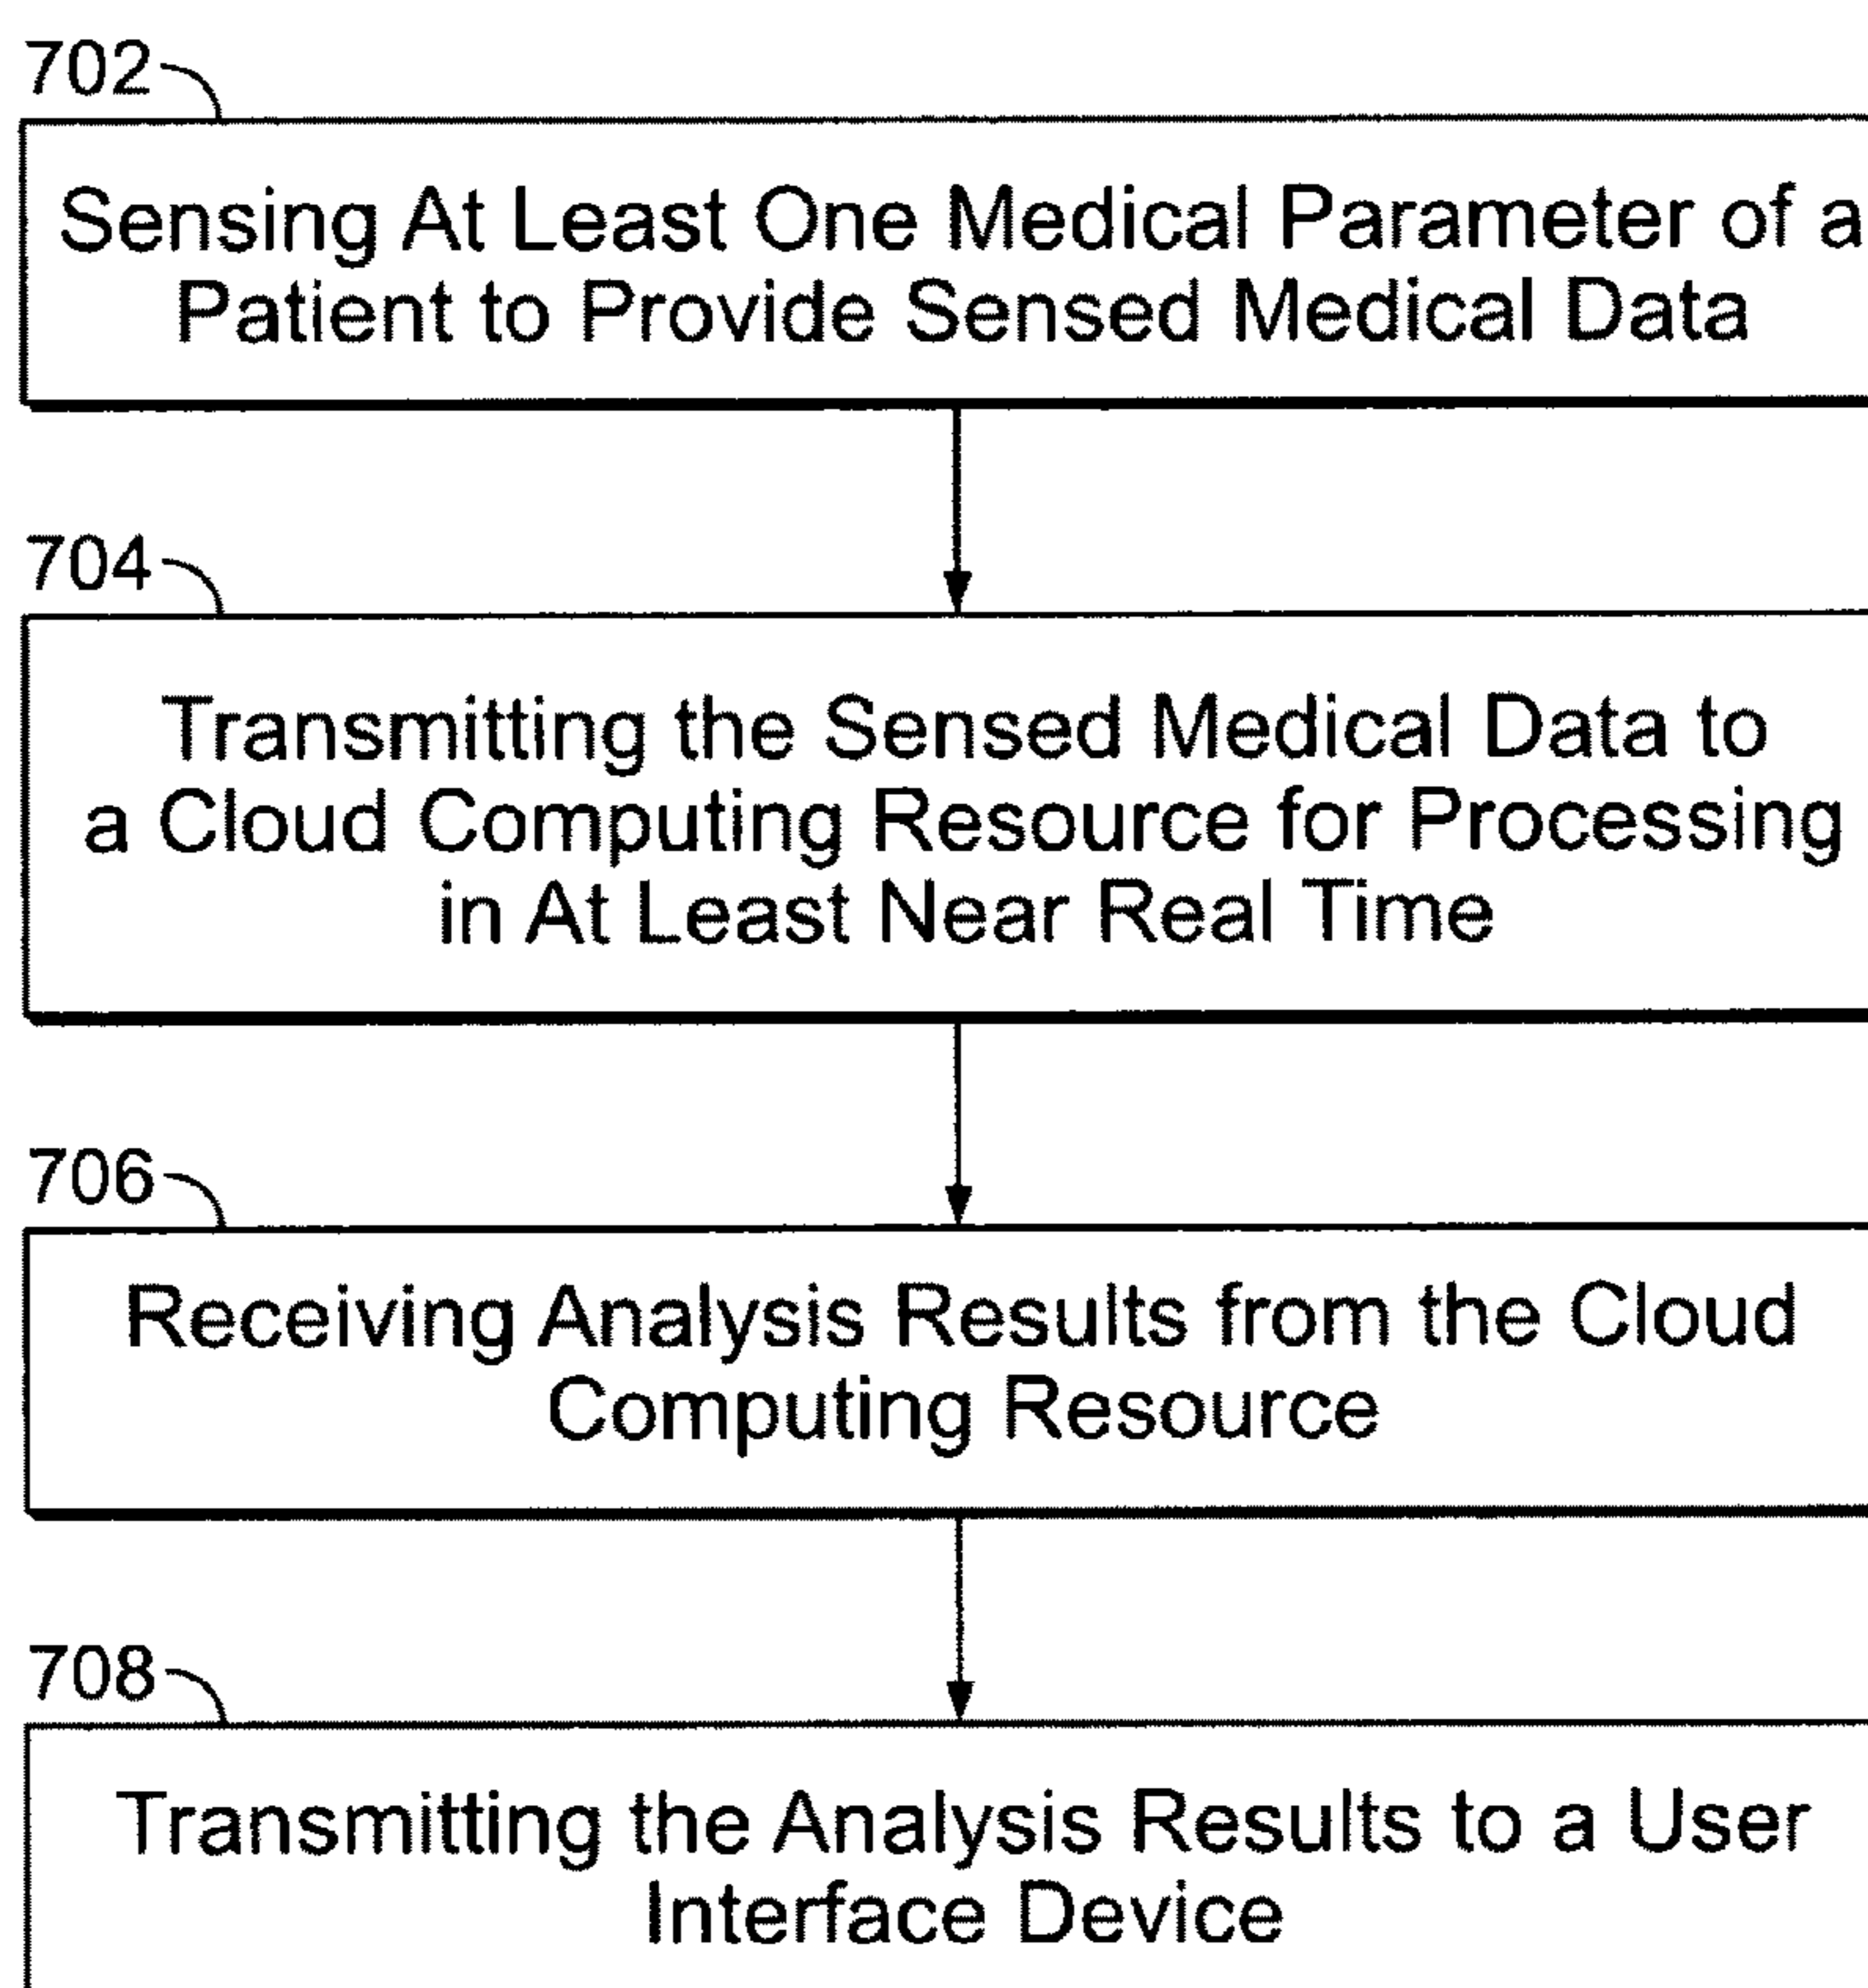 702
Sensing At Least One Medical Parameter of a
Patient to Provide Sensed Medical Data
704
Transmitting the Sensed Medical Data to
a Cloud Computing Resource for Processing
in At Least Near Real Time
706
Receiving Analysis Results from the Cloud
Computing Resource
708
Transmitting the Analysis Results to a User
Interface Device